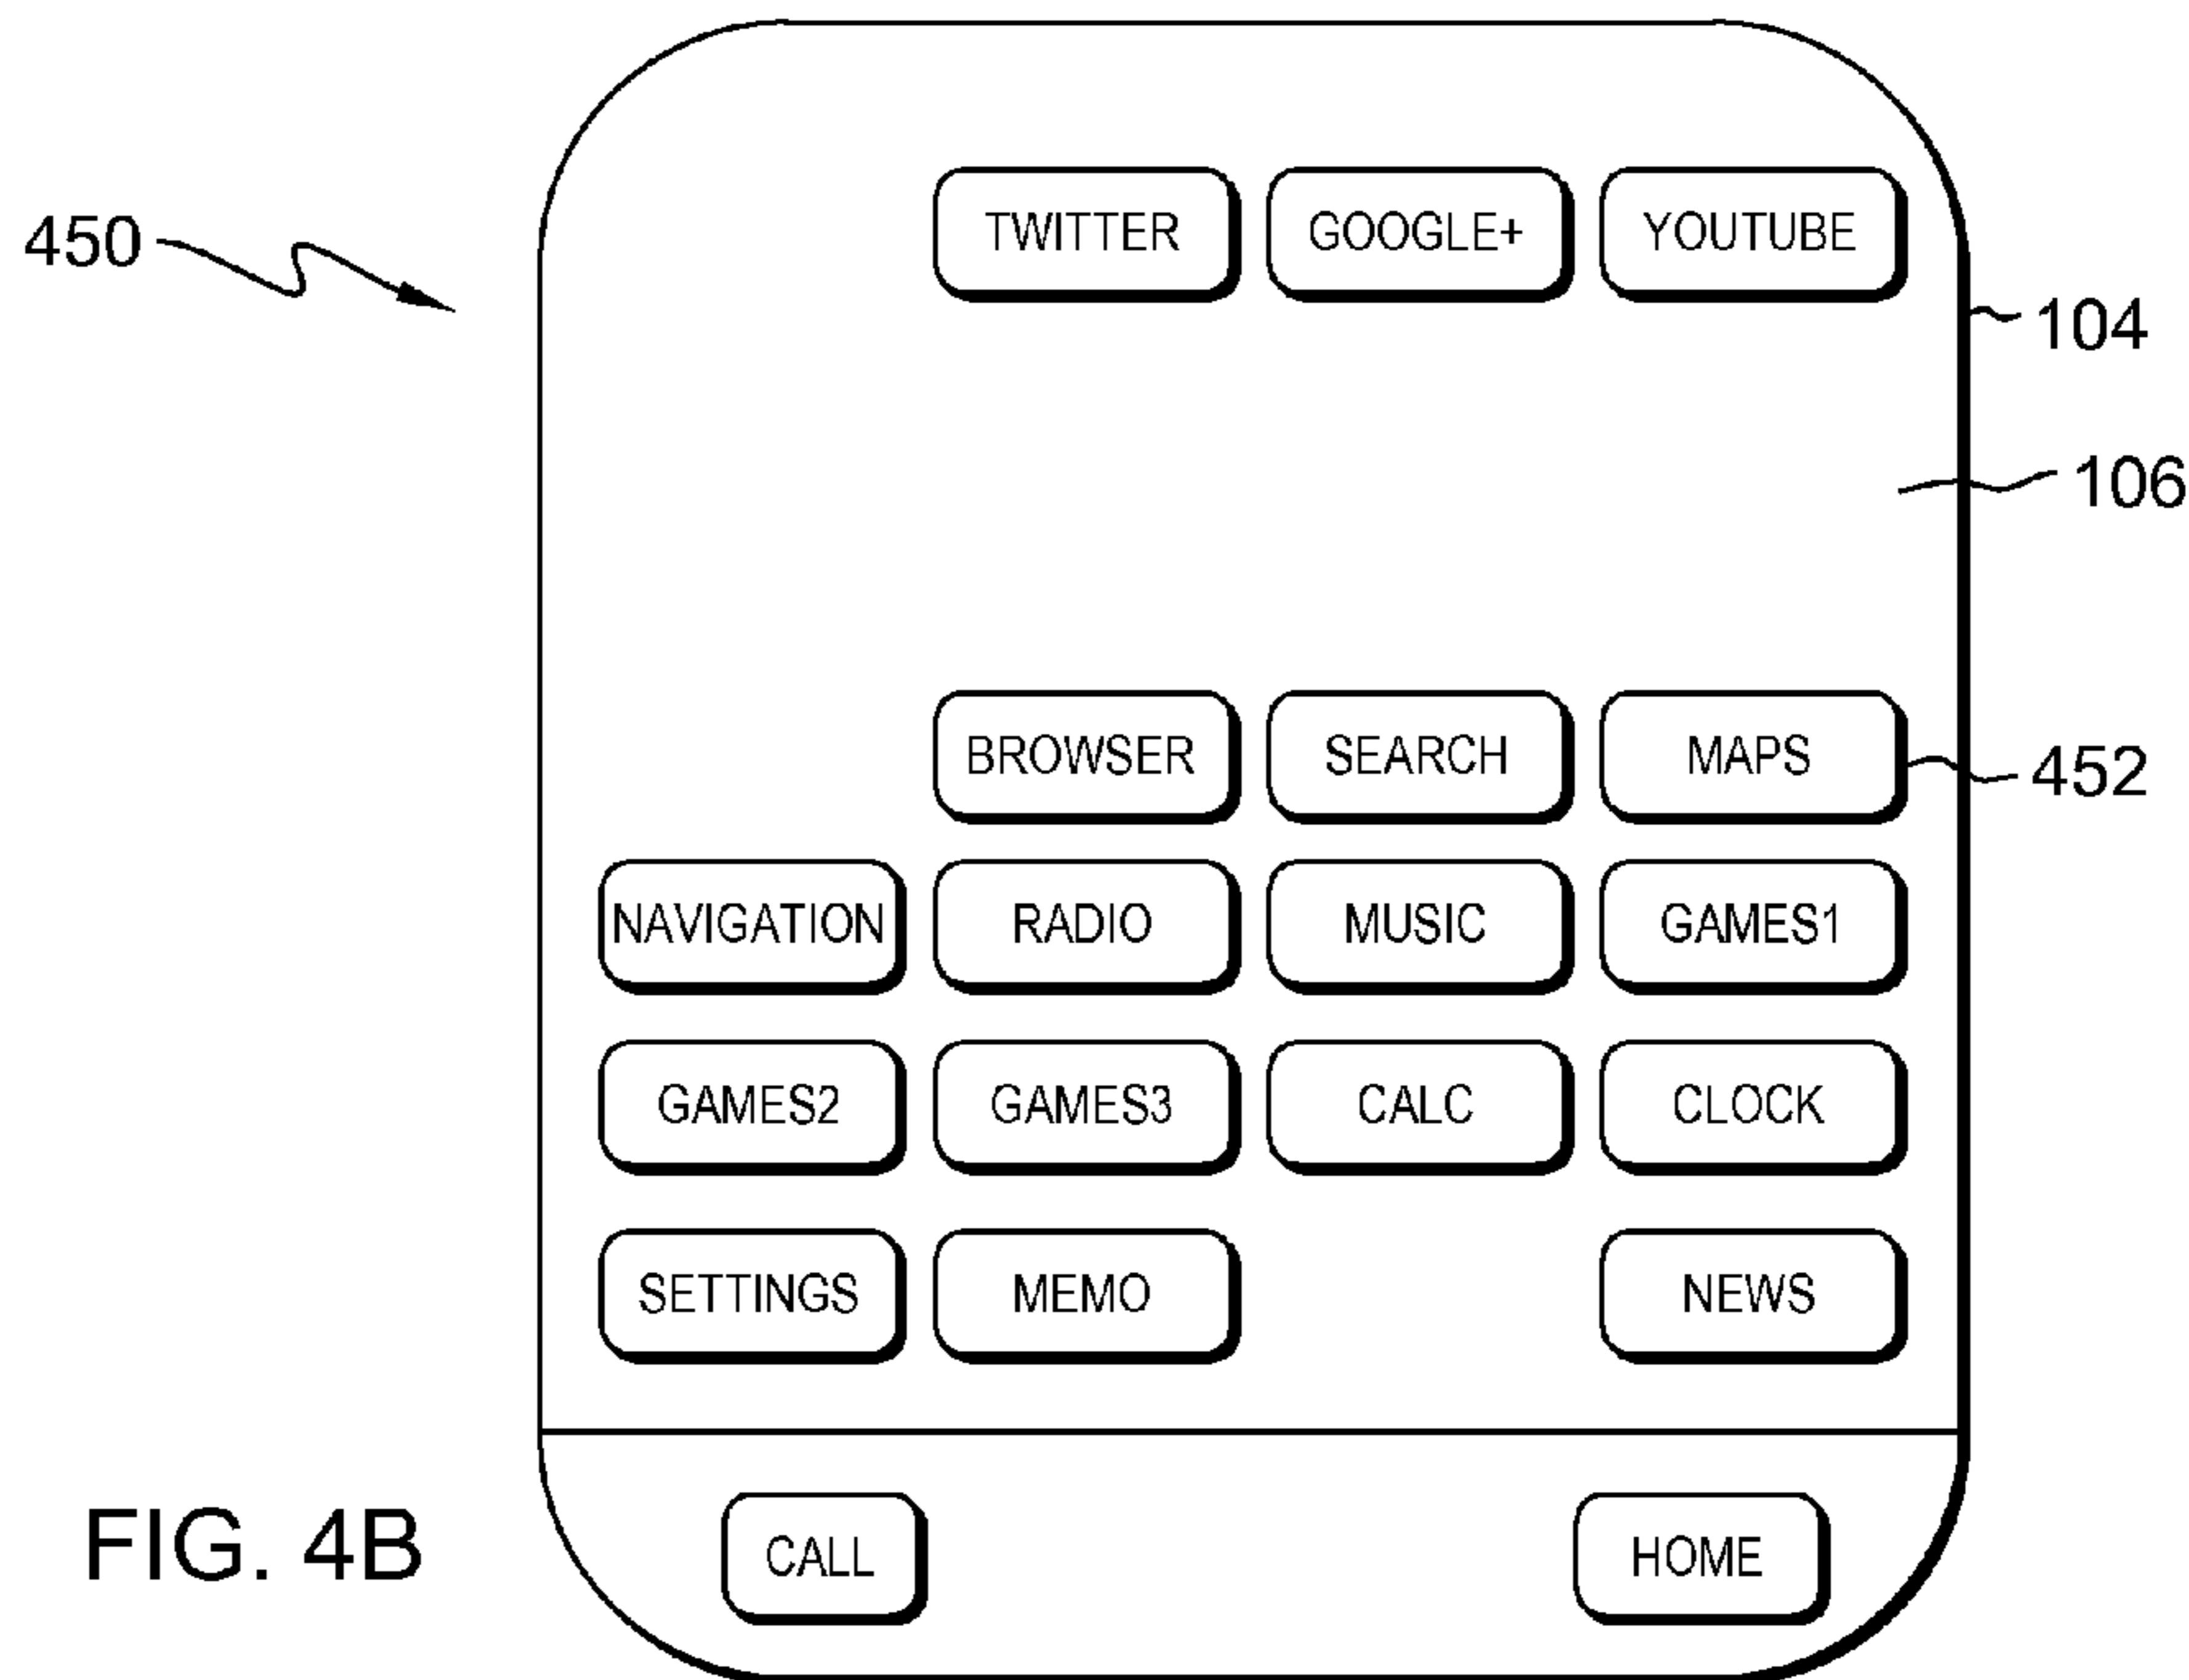 TWITTER GOOGLE+ YOUTUBE
450
104
106
BROWSER SEARCH MAPS
452
NAVIGATION RADIO MUSIC GAMES1
GAMES2 GAMES3 CALC CLOCK
SETTINGS MEMO NEWS
FIG. 4B
CALL HOME